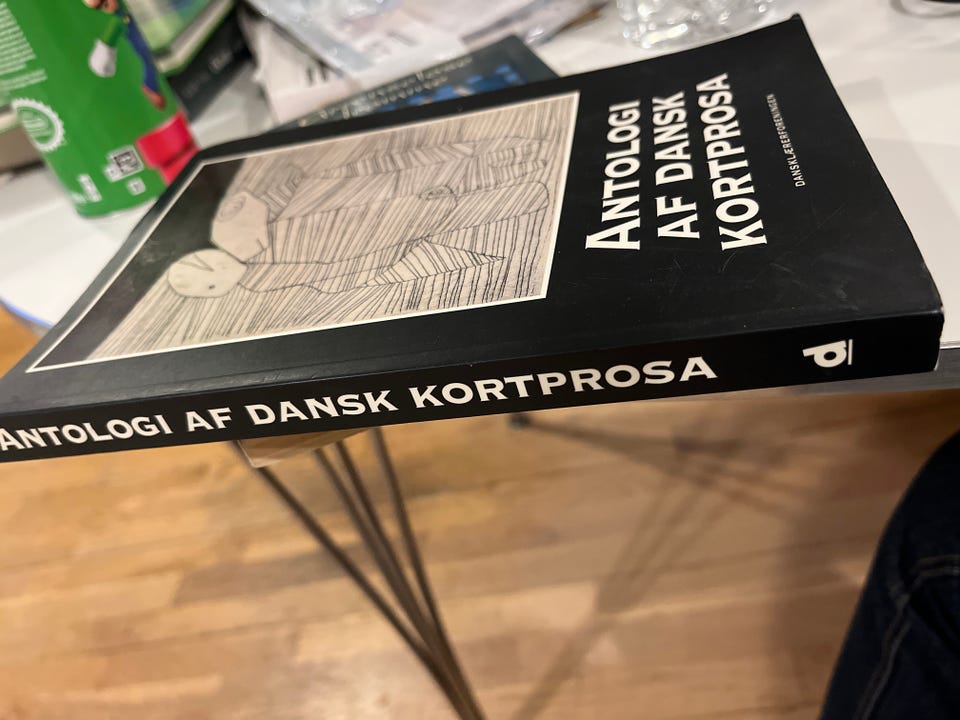 ANTOLOGI
AF DANSK
KORTPROSA
DANSKLÆRERFORENINGEN
ANTOLOGI AF DANSK KORTPROSA
d